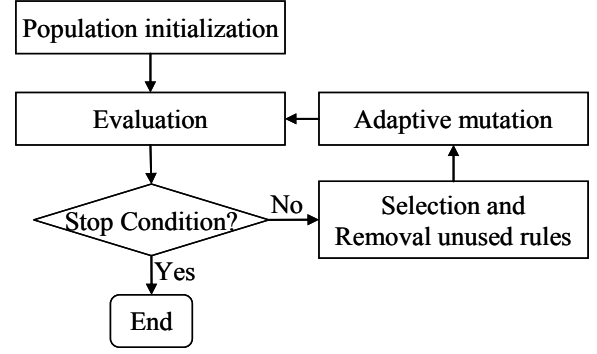 Population initialization
Evaluation
Adaptive mutation
Stop Condition?
No
Selection and
Removal unused rules
Yes
End